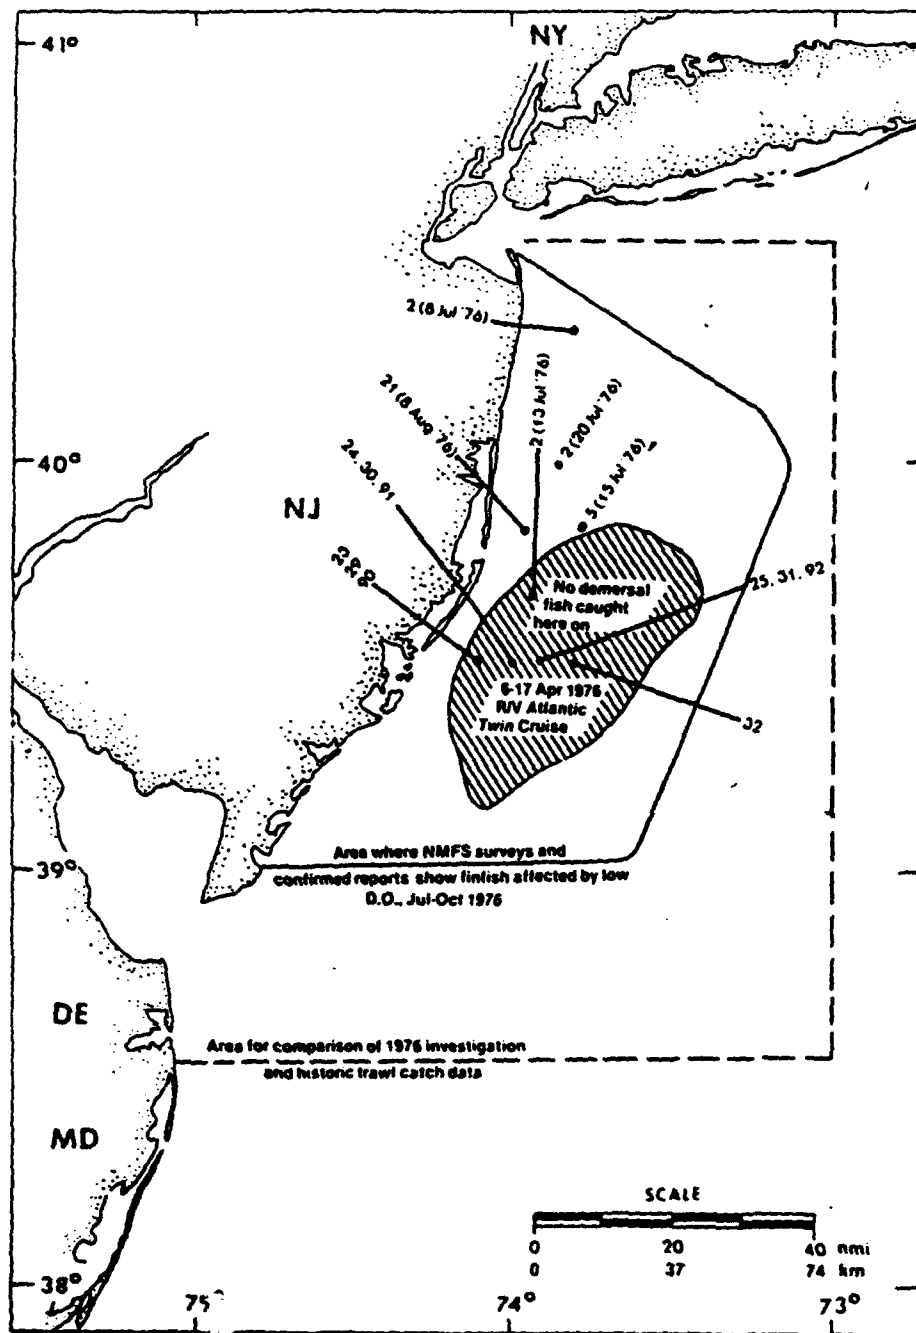 NY
41°
2 (8 Jul '76)
21 (8 Aug '76)
2 (13 Jul '76)
2 (20 Jul '76)
5 (15 Jul '76)
40°
24, 30, 91
NJ
25, 31, 92
No demersal
fish caught
here on
6-17 Apr 1976
R/V Atlantic
Twin Cruise
Area where NMFS surveys and
39°
confirmed reports show finfish affected by low
D.O., Jul-Oct 1976
DE
Area for comparison of 1976 investigation
and historic trawl catch data
MD
SCALE
0 20 40 nmi
0 37 74 km
38°
75°
74°
73°